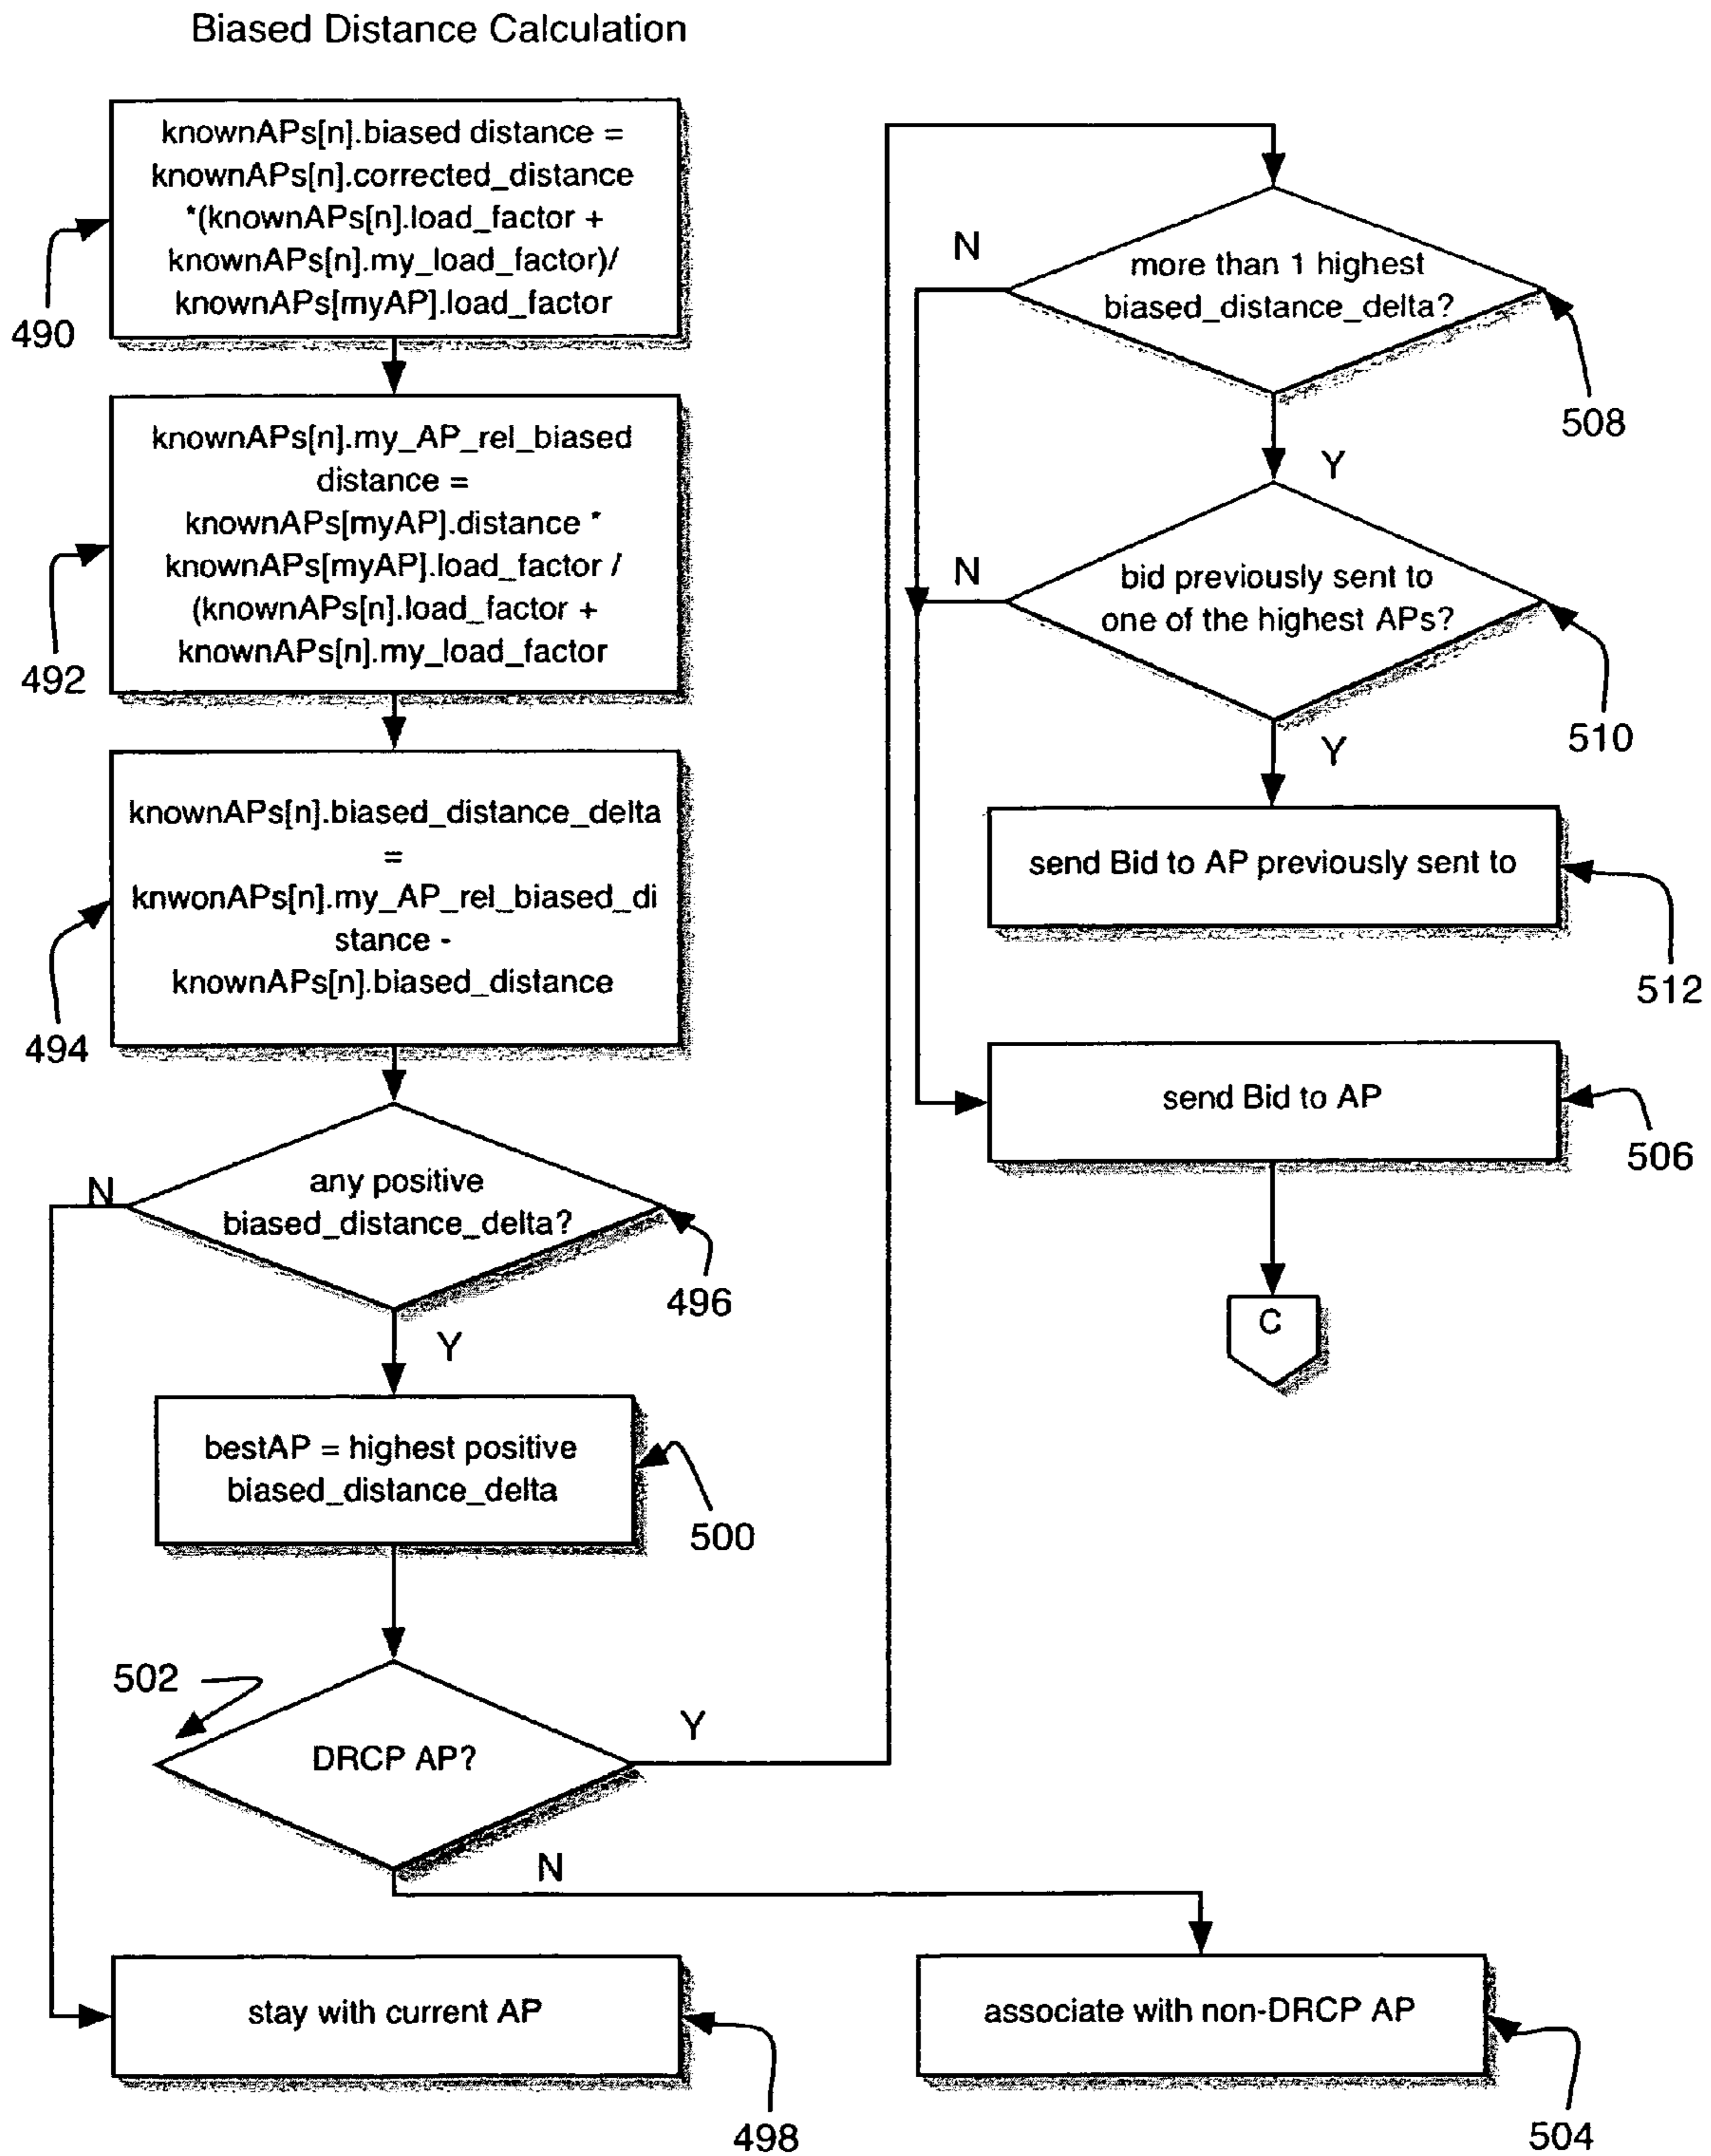 Biased Distance Calculation
knownAPs[n].biased distance =
knownAPs[n].corrected_distance
*(knownAPs[n].load_factor +
knownAPs[n].my_load_factor)/
knownAPs[myAP].load_factor
490
knownAPs[n].my_AP_rel_biased
distance =
knownAPs[myAP].distance *
knownAPs[myAP].load_factor /
(knownAPs[n].load_factor +
knownAPs[n].my_load_factor
492
knownAPs[n].biased_distance_delta
=
knwonAPs[n].my_AP_rel_biased_di
stance -
knownAPs[n].biased_distance
494
N
any positive
biased_distance_delta?
496
Y
bestAP = highest positive
biased_distance_delta
500
502
DRCP AP?
Y
N
stay with current AP
498
associate with non-DRCP AP
504
N
more than 1 highest
biased_distance_delta?
508
Y
N
bid previously sent to
one of the highest APs?
510
Y
send Bid to AP previously sent to
512
send Bid to AP
506
C